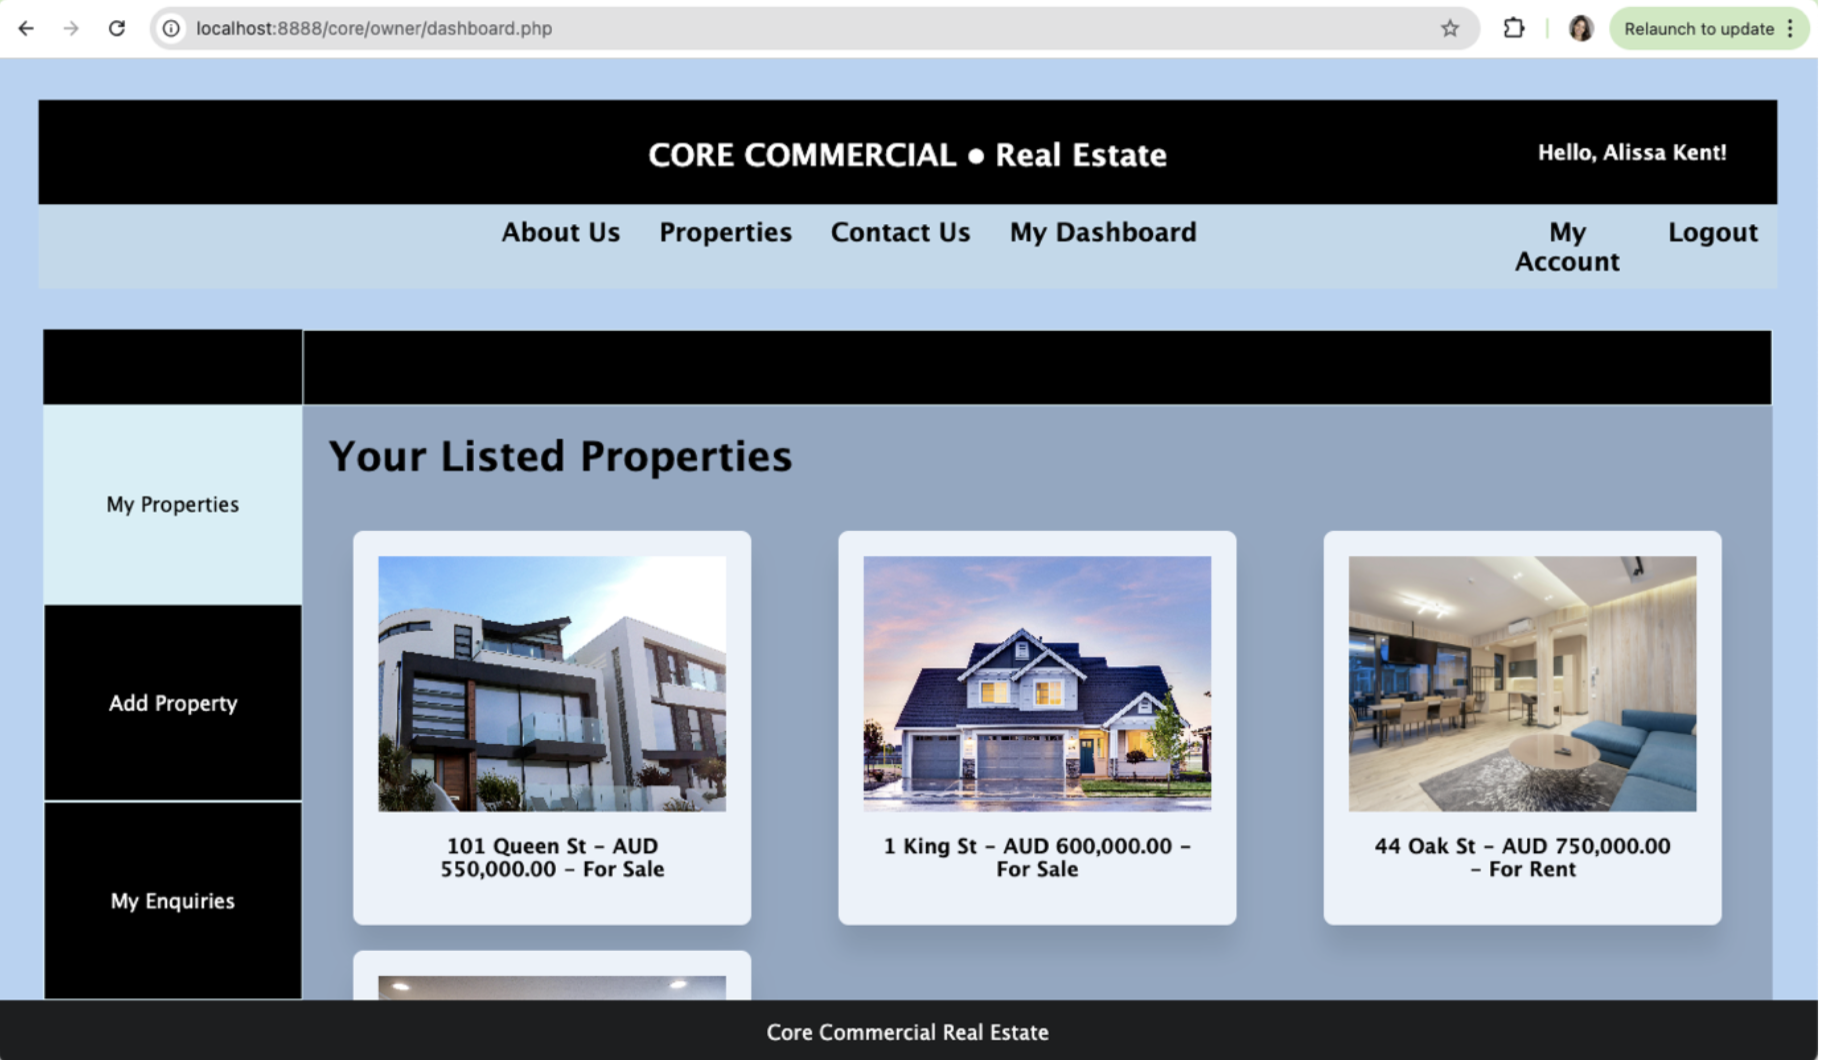 localhost:8888/core/owner/dashboard.php
Relaunch to update
CORE COMMERCIAL ● Real Estate
Hello, Alissa Kent!
About Us
Properties
Contact Us
My Dashboard
My
Account
Logout
My Properties
Add Property
My Enquiries
Your Listed Properties
101 Queen St – AUD
550,000.00 – For Sale
1 King St – AUD 600,000.00 –
For Sale
44 Oak St – AUD 750,000.00
– For Rent
Core Commercial Real Estate